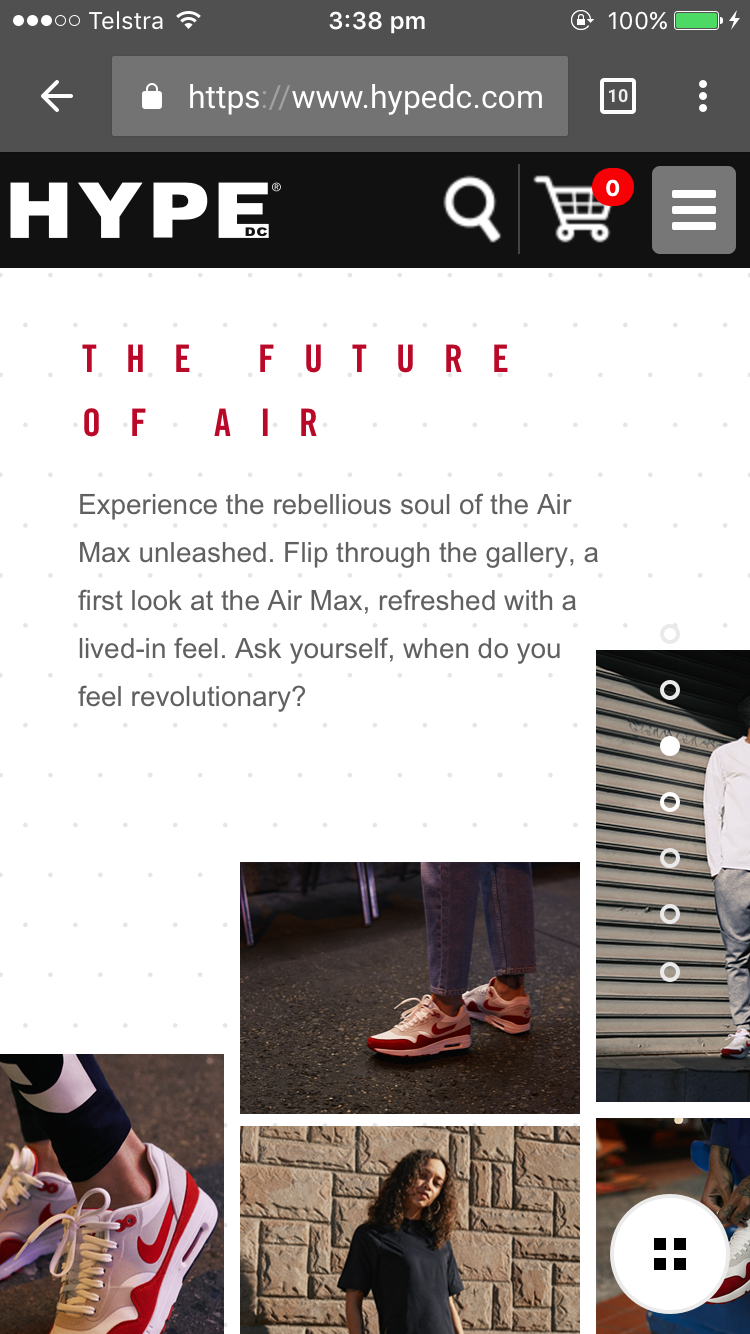 Telstra 3:38 pm 100%
https://www.hypedc.com 10
HYPE® DC 0
THE FUTURE
OF AIR
Experience the rebellious soul of the Air
Max unleashed. Flip through the gallery, a
first look at the Air Max, refreshed with a
lived-in feel. Ask yourself, when do you
feel revolutionary?